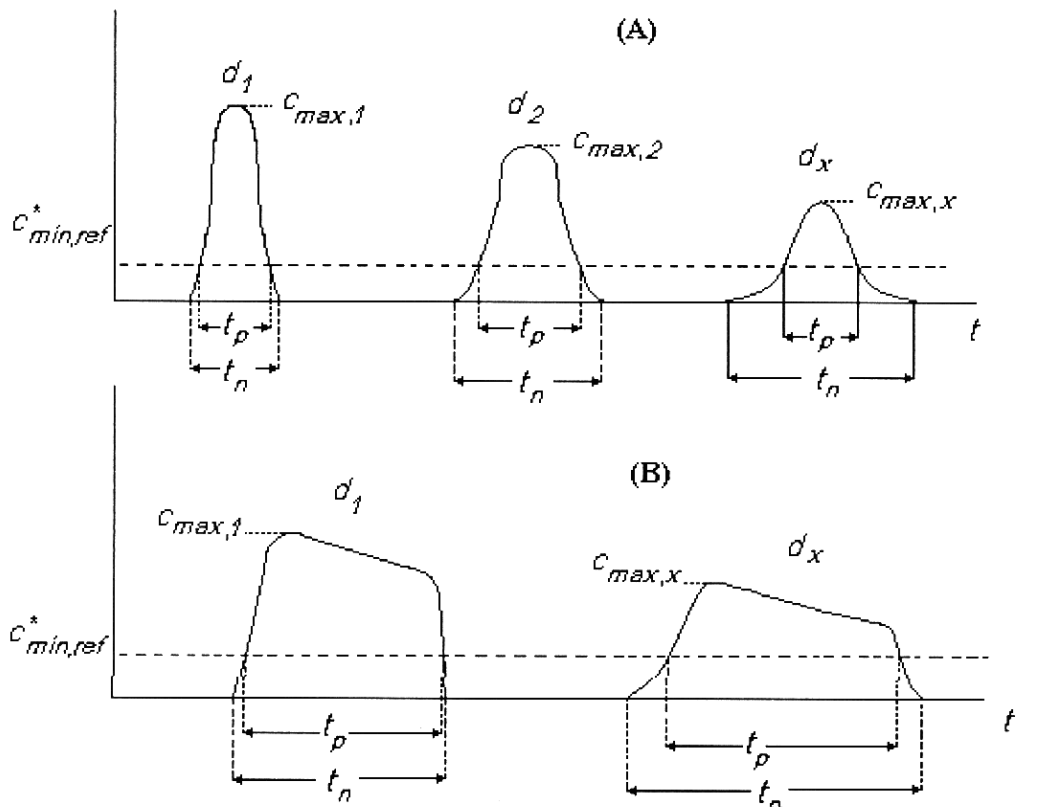 (A)
d1
cmax,1
d2
cmax,2
dx
cmax,x
c*min,ref
tp
tp
tp
t
tn
tn
tn
(B)
d1
cmax,1
dx
cmax,x
c*min,ref
tp
tp
t
tn
tn